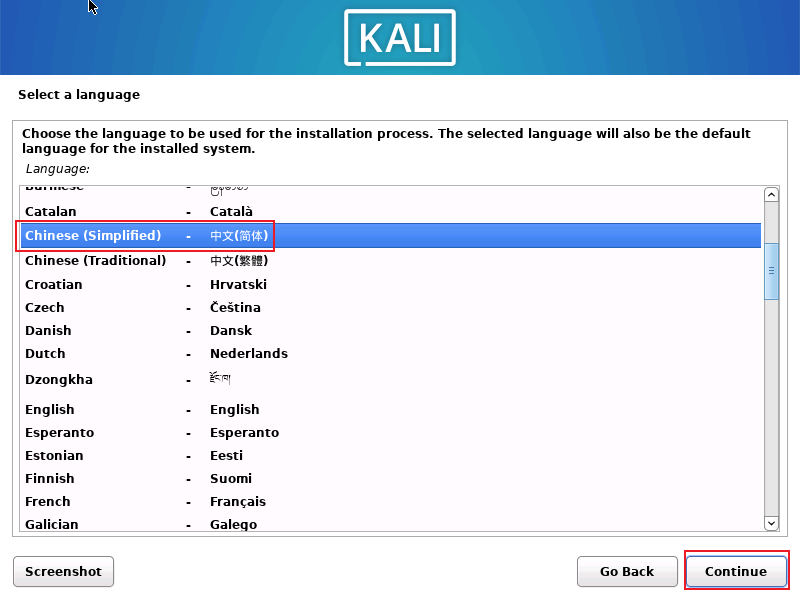 KALI
Select a language
Choose the language to be used for the installation process. The selected language will also be the default
language for the installed system.
Language:
Burmese -
Catalan - Català
Chinese (Simplified) - 中文(简体)
Chinese (Traditional) - 中文(繁體)
Croatian - Hrvatski
Czech - Čeština
Danish - Dansk
Dutch - Nederlands
Dzongkha - རྫོང་ཁ།
English - English
Esperanto - Esperanto
Estonian - Eesti
Finnish - Suomi
French - Français
Galician - Galego
Screenshot Go Back Continue